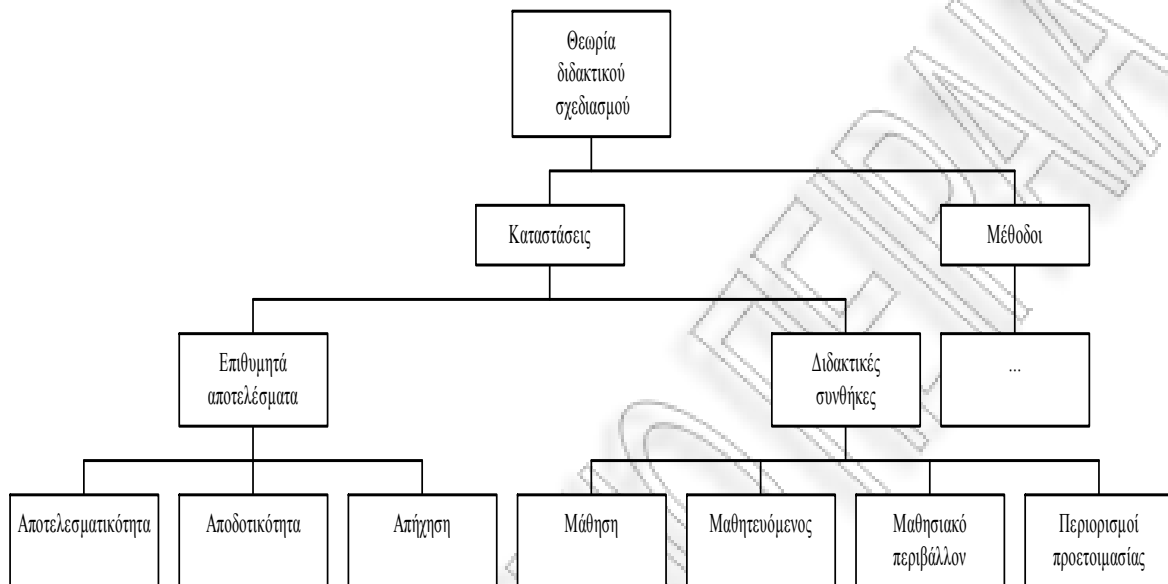 Θεωρία
διδακτικού
σχεδιασμού
Καταστάσεις
Μέθοδοι
Επιθυμητά
αποτελέσματα
Διδακτικές
συνθήκες
...
Αποτελεσματικότητα
Αποδοτικότητα
Απήχηση
Μάθηση
Μαθητευόμενος
Μαθησιακό
περιβάλλον
Περιορισμοί
προετοιμασίας